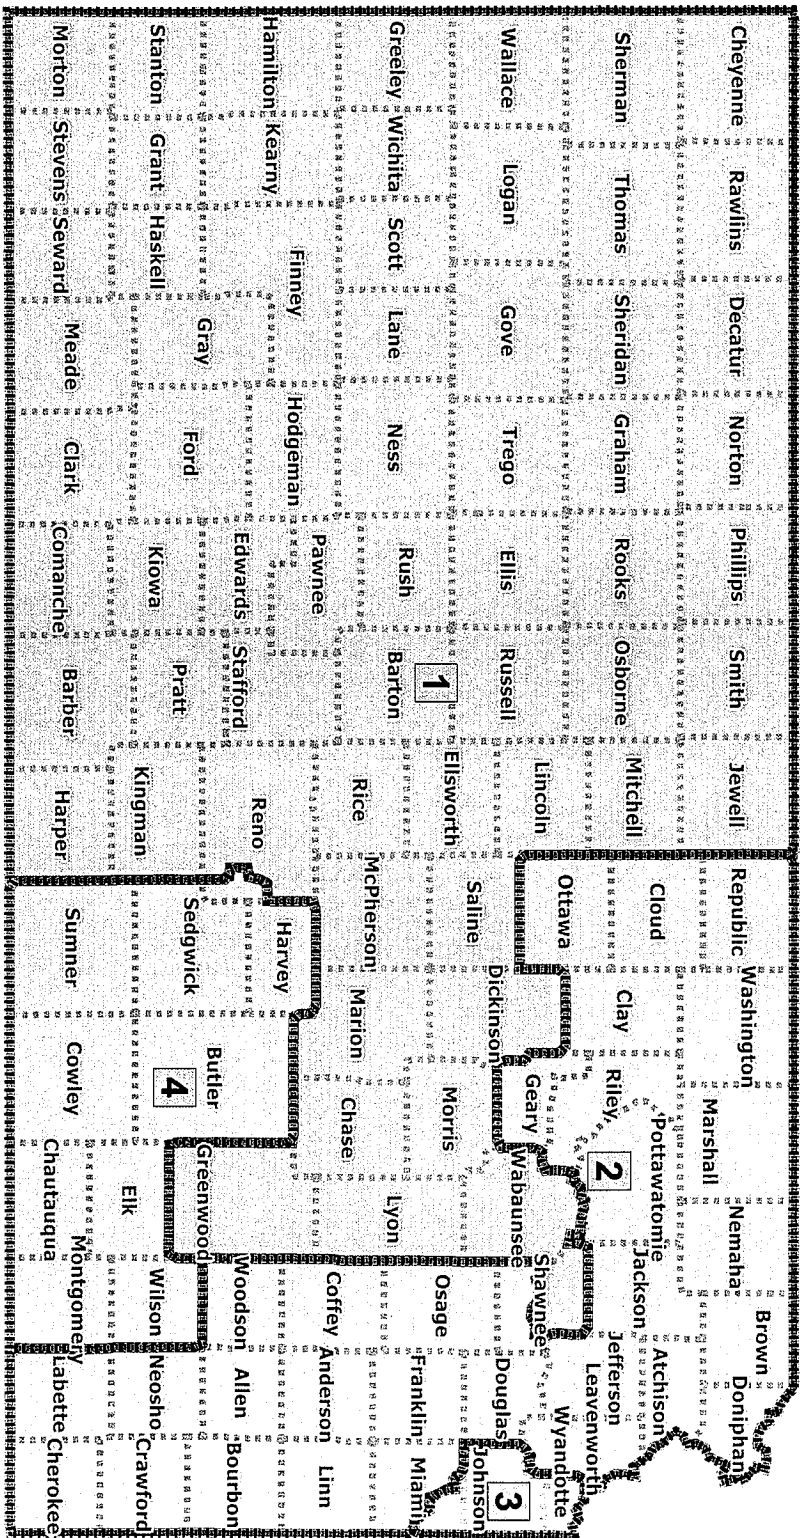 Cheyenne
Rawlins
Decatur
Norton
Phillips
Smith
Jewell
Republic
Washington
Marshall
Nemaha
Brown
Doniphan
Sherman
Thomas
Sheridan
Graham
Rooks
Osborne
Mitchell
Cloud
Clay
Riley
Pottawatomie
Jackson
Atchison
Jefferson
Leavenworth
Wyandotte
Wallace
Logan
Gove
Trego
Ellis
Russell
Lincoln
Ottawa
2
Geary
Wabaunsee
Shawnee
Douglas
3
Johnson
Greeley
Wichita
Scott
Lane
Ness
Rush
Barton
1
Ellsworth
Saline
Dickinson
Morris
Osage
Franklin
Miami
Rice
McPherson
Marion
Chase
Lyon
Coffey
Anderson
Linn
Hamilton
Kearny
Finney
Hodgeman
Pawnee
Stafford
Edwards
Reno
Harvey
Butler
Greenwood
Woodson
Allen
Bourbon
Stanton
Grant
Haskell
Gray
Ford
Kiowa
Pratt
Kingman
Sedgwick
4
Elk
Wilson
Neosho
Crawford
Morton
Stevens
Seward
Meade
Clark
Comanche
Barber
Harper
Sumner
Cowley
Chautauqua
Montgomery
Labette
Cherokee